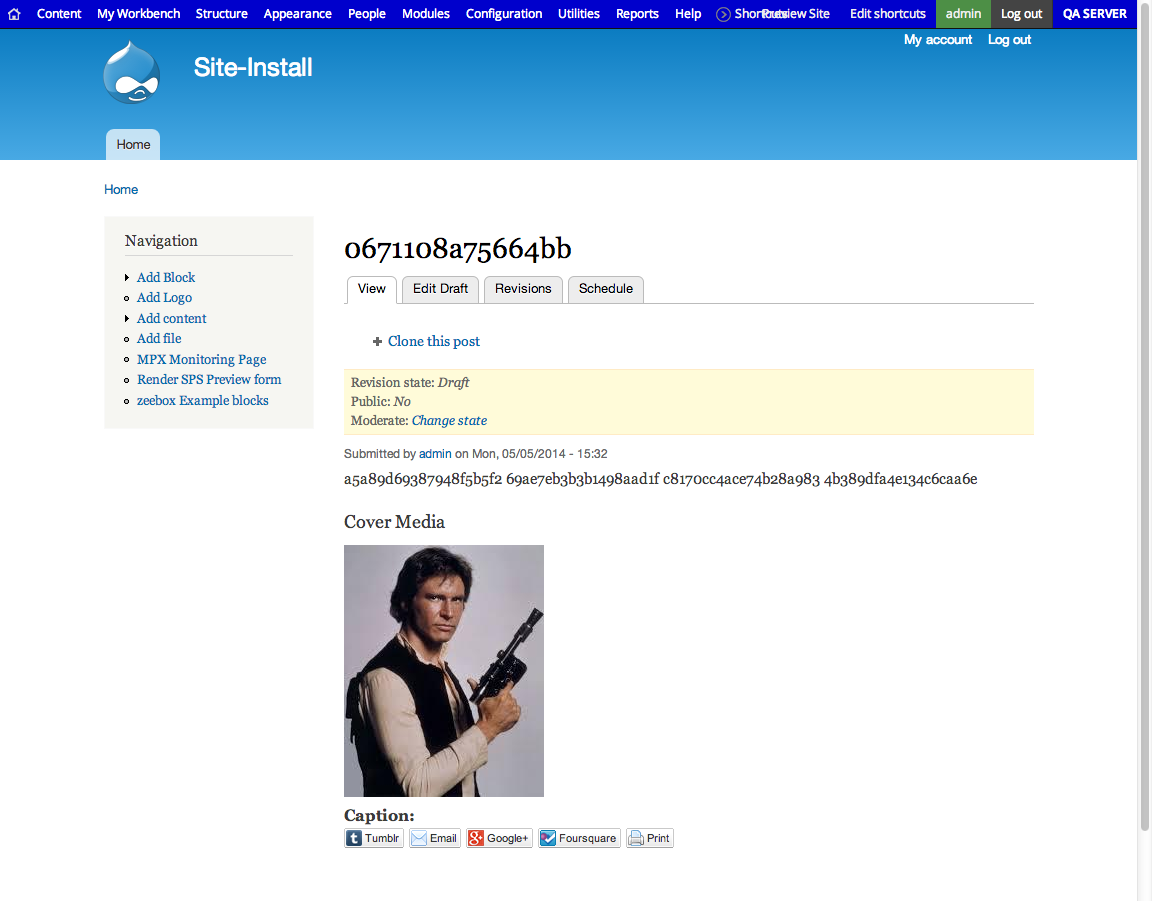 Content My Workbench Structure Appearance People Modules Configuration Utilities Reports Help Shortcuts Preview Site Edit shortcuts admin Log out QA SERVER
My account Log out
Site-Install
Home
Home
Navigation
Add Block
Add Logo
Add content
Add file
MPX Monitoring Page
Render SPS Preview form
zeebox Example blocks
0671108a75664bb
View Edit Draft Revisions Schedule
Clone this post
Revision state: Draft
Public: No
Moderate: Change state
Submitted by admin on Mon, 05/05/2014 - 15:32
a5a89d69387948f5b5f2 69ae7eb3b3b1498aad1f c8170cc4ace74b28a983 4b389dfa4e134c6caa6e
Cover Media
Caption:
Tumblr Email Google+ Foursquare Print